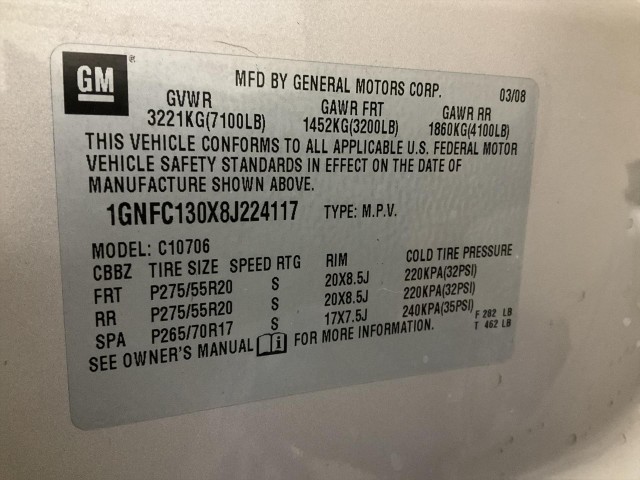 GM ®
MFD BY GENERAL MOTORS CORP. 03/08
GVWR GAWR FRT GAWR RR
3221KG(7100LB) 1452KG(3200LB) 1860KG(4100LB)
THIS VEHICLE CONFORMS TO ALL APPLICABLE U.S. FEDERAL MOTOR
VEHICLE SAFETY STANDARDS IN EFFECT ON THE DATE OF
MANUFACTURE SHOWN ABOVE.
1GNFC130X8J224117 TYPE: M.P.V.
MODEL: C10706
CBBZ TIRE SIZE SPEED RTG RIM COLD TIRE PRESSURE
FRT P275/55R20 S 20X8.5J 220KPA(32PSI)
RR P275/55R20 S 20X8.5J 220KPA(32PSI)
SPA P265/70R17 S 17X7.5J 240KPA(35PSI) F 282 LB
T 462 LB
SEE OWNER'S MANUAL i FOR MORE INFORMATION.